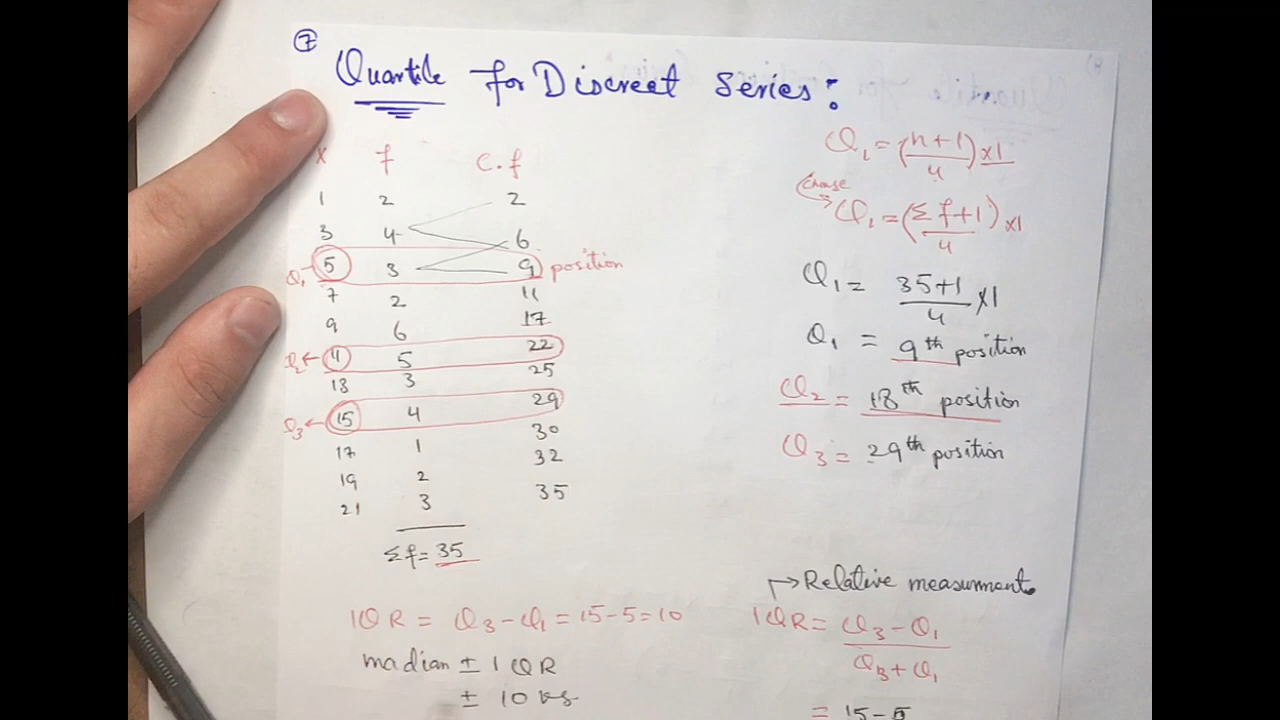 7
Quartile for Discreet Series:
x f c.f
1 2 2
3 4 6
Q1 5 3 9 position
7 2 11
9 6 17
Q2 11 5 22
13 3 25
Q3 15 4 29
17 1 30
19 2 32
21 3 35
Σf = 35
IQR = Q3 - Q1 = 15-5=10
madian ± IQR
± 10
Q1 = (n+1)/4 x1
Q1 = (Σf+1)/4 x1
Q1 = 35+1/4 x1
Q1 = 9th position
Q2 = 18th position
Q3 = 29th position
→ Relative measurment.
IQR = Q3 - Q1 / Q3 + Q1
= 15-5